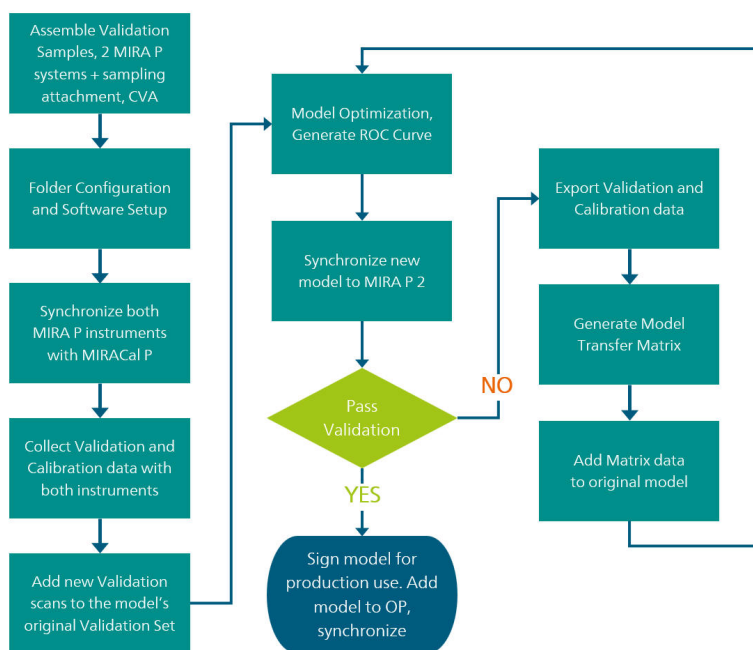 Assemble Validation
Samples, 2 MIRA P
systems + sampling
attachment, CVA
Folder Configuration
and Software Setup
Synchronize both
MIRA P instruments
with MIRACal P
Collect Validation and
Calibration data with
both instruments
Add new Validation
scans to the model’s
original Validation Set
Model Optimization,
Generate ROC Curve
Synchronize new
model to MIRA P 2
Pass
Validation
YES
Sign model for
production use. Add
model to OP,
synchronize
NO
Export Validation and
Calibration data
Generate Model
Transfer Matrix
Add Matrix data
to original model